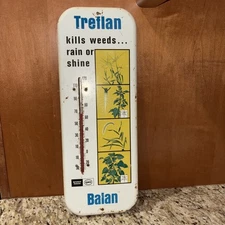 Treflan
kills weeds...
rain or
shine
Balan